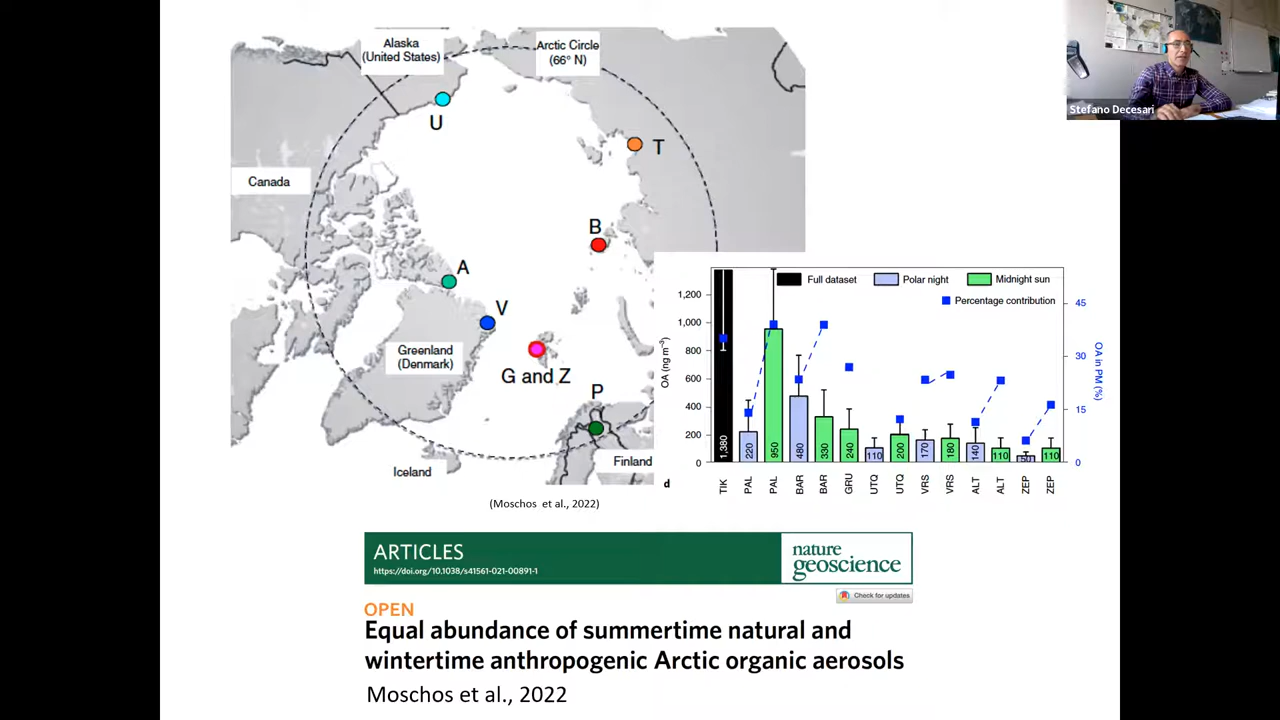 Alaska
(United States)
Arctic Circle
(66° N)
U
T
Canada
B
A
V
Greenland
(Denmark)
G and Z
P
Finland
Iceland
(Moschos et al., 2022)
Full dataset
Polar night
Midnight sun
Percentage contribution
OA (ng m⁻³)
1,200
1,000
800
600
400
200
0
45
30
15
0
OA in PM (%)
1,380
220
950
480
330
240
110
200
170
180
140
110
50
110
d
TIK
PAL
PAL
BAR
BAR
GRU
UTQ
UTQ
VRS
VRS
ALT
ALT
ZEP
ZEP
ARTICLES
https://doi.org/10.1038/s41561-021-00891-1
nature
geoscience
Check for updates
OPEN
Equal abundance of summertime natural and
wintertime anthropogenic Arctic organic aerosols
Moschos et al., 2022
Stefano Decesari